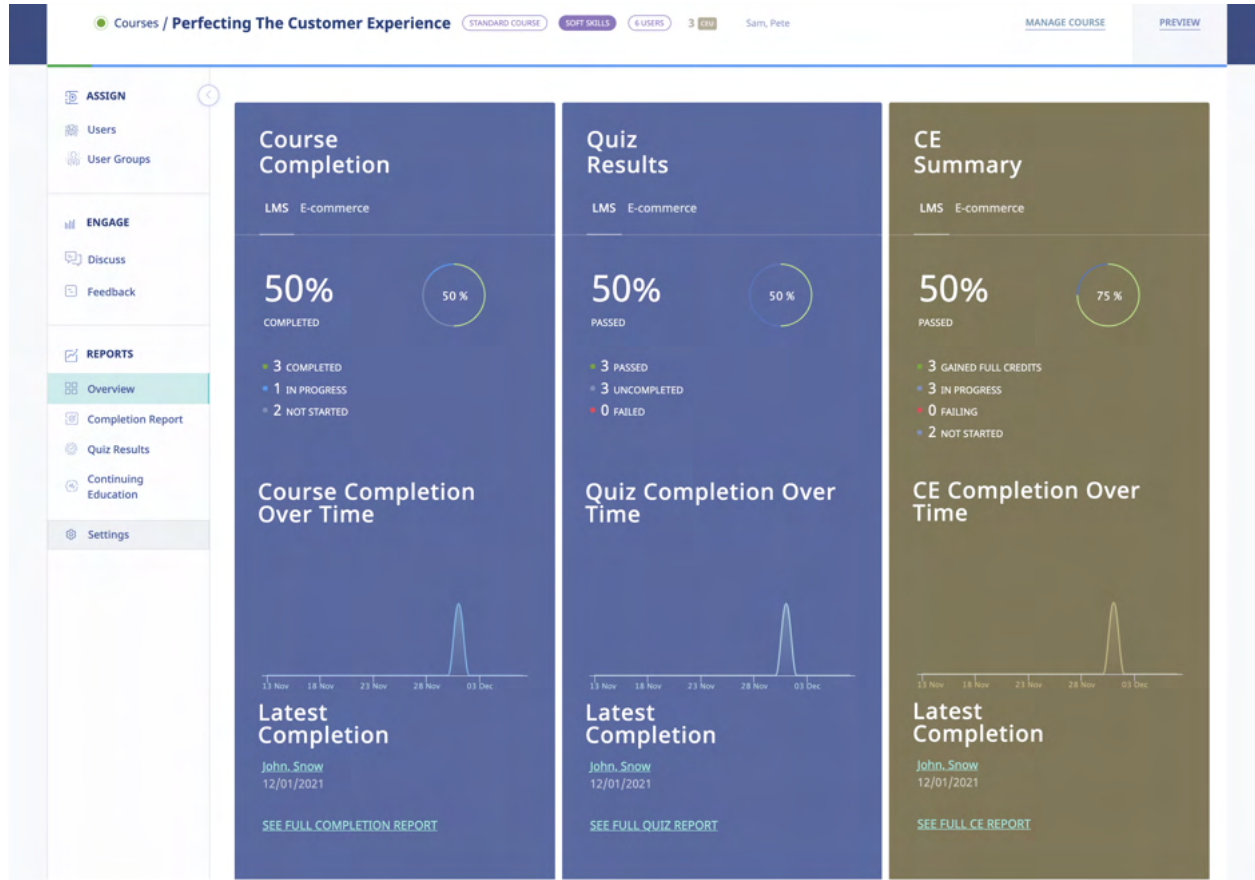 Courses / Perfecting The Customer Experience STANDARD COURSE SOFT SKILLS 6 USERS 3 CEU Sam, Pete MANAGE COURSE PREVIEW
ASSIGN
Users
User Groups
ENGAGE
Discuss
Feedback
REPORTS
Overview
Completion Report
Quiz Results
Continuing
Education
Settings
Course
Completion
LMS E-commerce
50%
50 %
COMPLETED
3 COMPLETED
1 IN PROGRESS
2 NOT STARTED
Course Completion
Over Time
13 Nov 18 Nov 23 Nov 28 Nov 03 Dec
Latest
Completion
John, Snow
12/01/2021
SEE FULL COMPLETION REPORT
Quiz
Results
LMS E-commerce
50%
50 %
PASSED
3 PASSED
3 UNCOMPLETED
0 FAILED
Quiz Completion Over
Time
13 Nov 18 Nov 23 Nov 28 Nov 03 Dec
Latest
Completion
John, Snow
12/01/2021
SEE FULL QUIZ REPORT
CE
Summary
LMS E-commerce
50%
75 %
PASSED
3 GAINED FULL CREDITS
3 IN PROGRESS
0 FAILING
2 NOT STARTED
CE Completion Over
Time
13 Nov 18 Nov 23 Nov 28 Nov 03 Dec
Latest
Completion
John, Snow
12/01/2021
SEE FULL CE REPORT